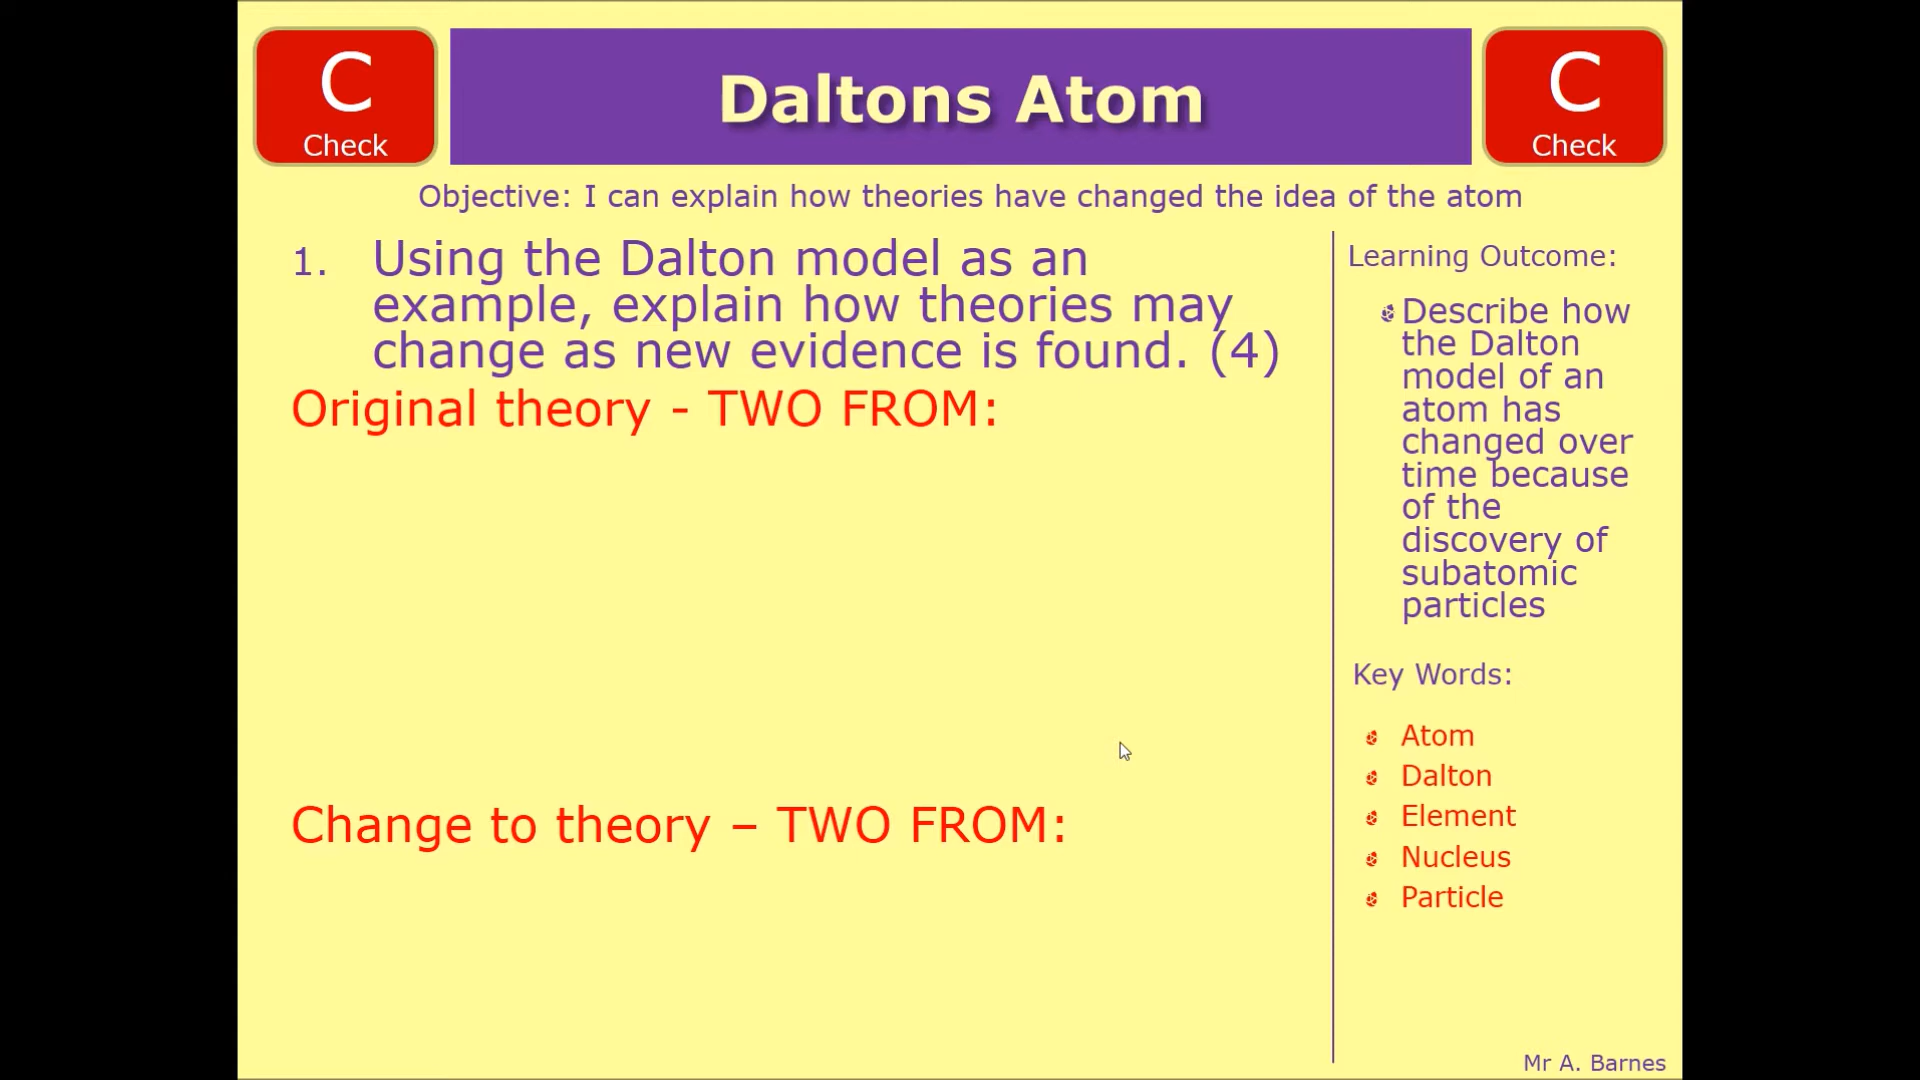 C
Check
Daltons Atom
C
Check
Objective: I can explain how theories have changed the idea of the atom
1. Using the Dalton model as an
example, explain how theories may
change as new evidence is found. (4)
Original theory - TWO FROM:
Change to theory – TWO FROM:
Learning Outcome:
Describe how
the Dalton
model of an
atom has
changed over
time because
of the
discovery of
subatomic
particles
Key Words:
Atom
Dalton
Element
Nucleus
Particle
Mr A. Barnes